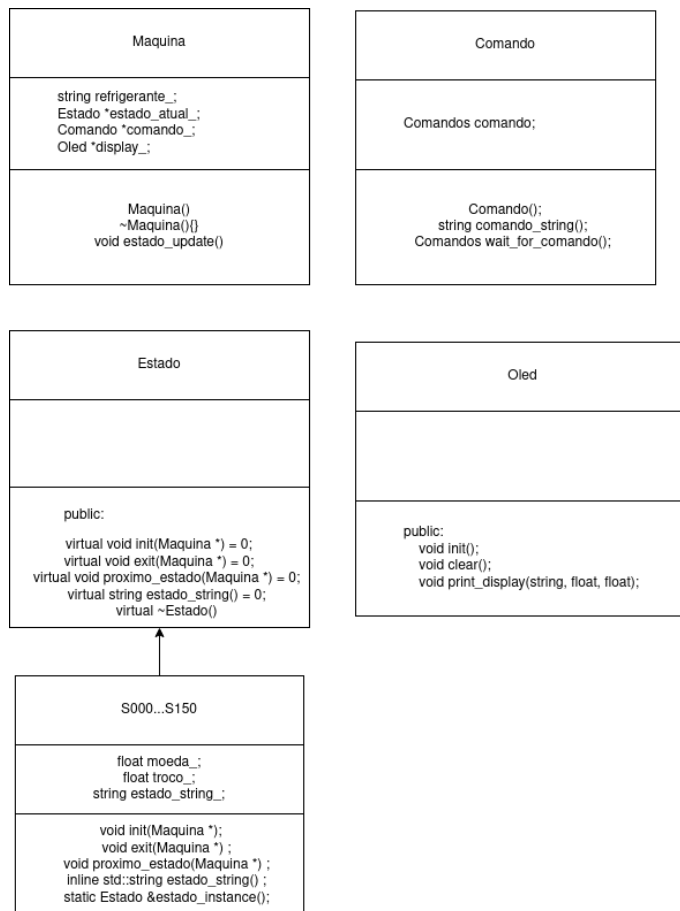 Maquina
string refrigerante_;
Estado *estado_atual_;
Comando *comando_;
Oled *display_;
Maquina()
~Maquina(){}
void estado_update()
Comando
Comandos comando;
Comando();
string comando_string();
Comandos wait_for_comando();
Estado
public:
virtual void init(Maquina *) = 0;
virtual void exit(Maquina *) = 0;
virtual void proximo_estado(Maquina *) = 0;
virtual string estado_string() = 0;
virtual ~Estado()
Oled
public:
void init();
void clear();
void print_display(string, float, float);
S000...S150
float moeda_;
float troco_;
string estado_string_;
void init(Maquina *);
void exit(Maquina *) ;
void proximo_estado(Maquina *) ;
inline std::string estado_string() ;
static Estado &estado_instance();